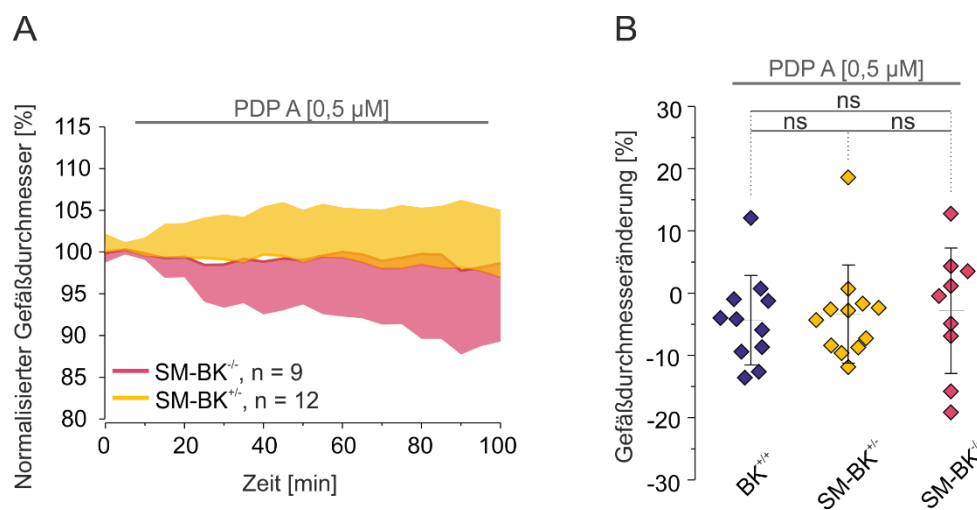 A
PDP A [0,5 µM]
Normalisierter Gefäßdurchmesser [%]
115
110
105
100
95
90
85
80
SM-BK-/-, n = 9
SM-BK+/-, n = 12
0 20 40 60 80 100
Zeit [min]
B
PDP A [0,5 µM]
ns
ns ns
Gefäßdurchmesseränderung [%]
30
20
10
0
-10
-20
-30
BK+/+
SM-BK+/-
SM-BK-/-